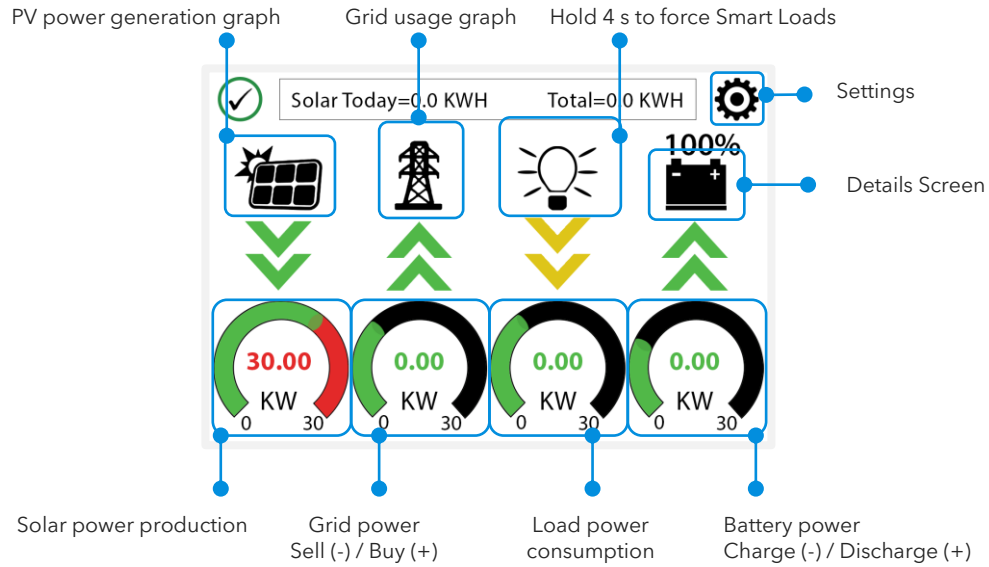 PV power generation graph
Grid usage graph
Hold 4 s to force Smart Loads
Solar Today=0.0 KWH
Total=0.0 KWH
Settings
100%
Details Screen
30.00
KW
0
30
0.00
KW
0
30
0.00
KW
0
30
0.00
KW
0
30
Solar power production
Grid power
Sell (-) / Buy (+)
Load power
consumption
Battery power
Charge (-) / Discharge (+)